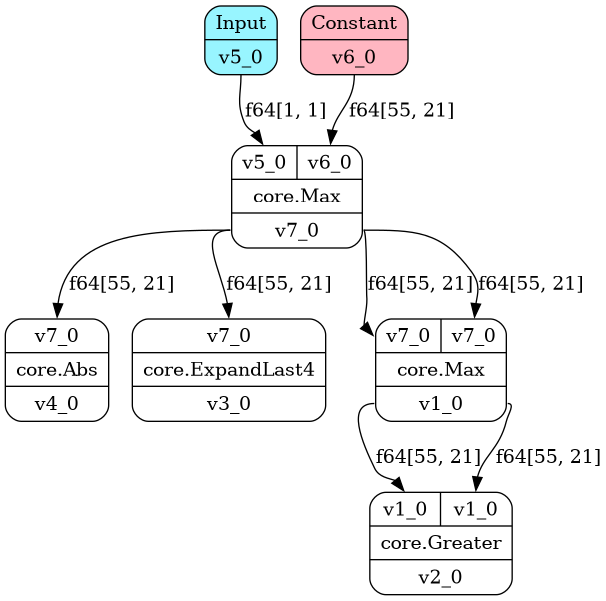 Input
v5_0
Constant
v6_0
f64[1, 1]
f64[55, 21]
v5_0 v6_0
core.Max
v7_0
f64[55, 21]
f64[55, 21]
f64[55, 21]
f64[55, 21]
v7_0
core.Abs
v4_0
v7_0
core.ExpandLast4
v3_0
v7_0 v7_0
core.Max
v1_0
f64[55, 21]
f64[55, 21]
v1_0 v1_0
core.Greater
v2_0